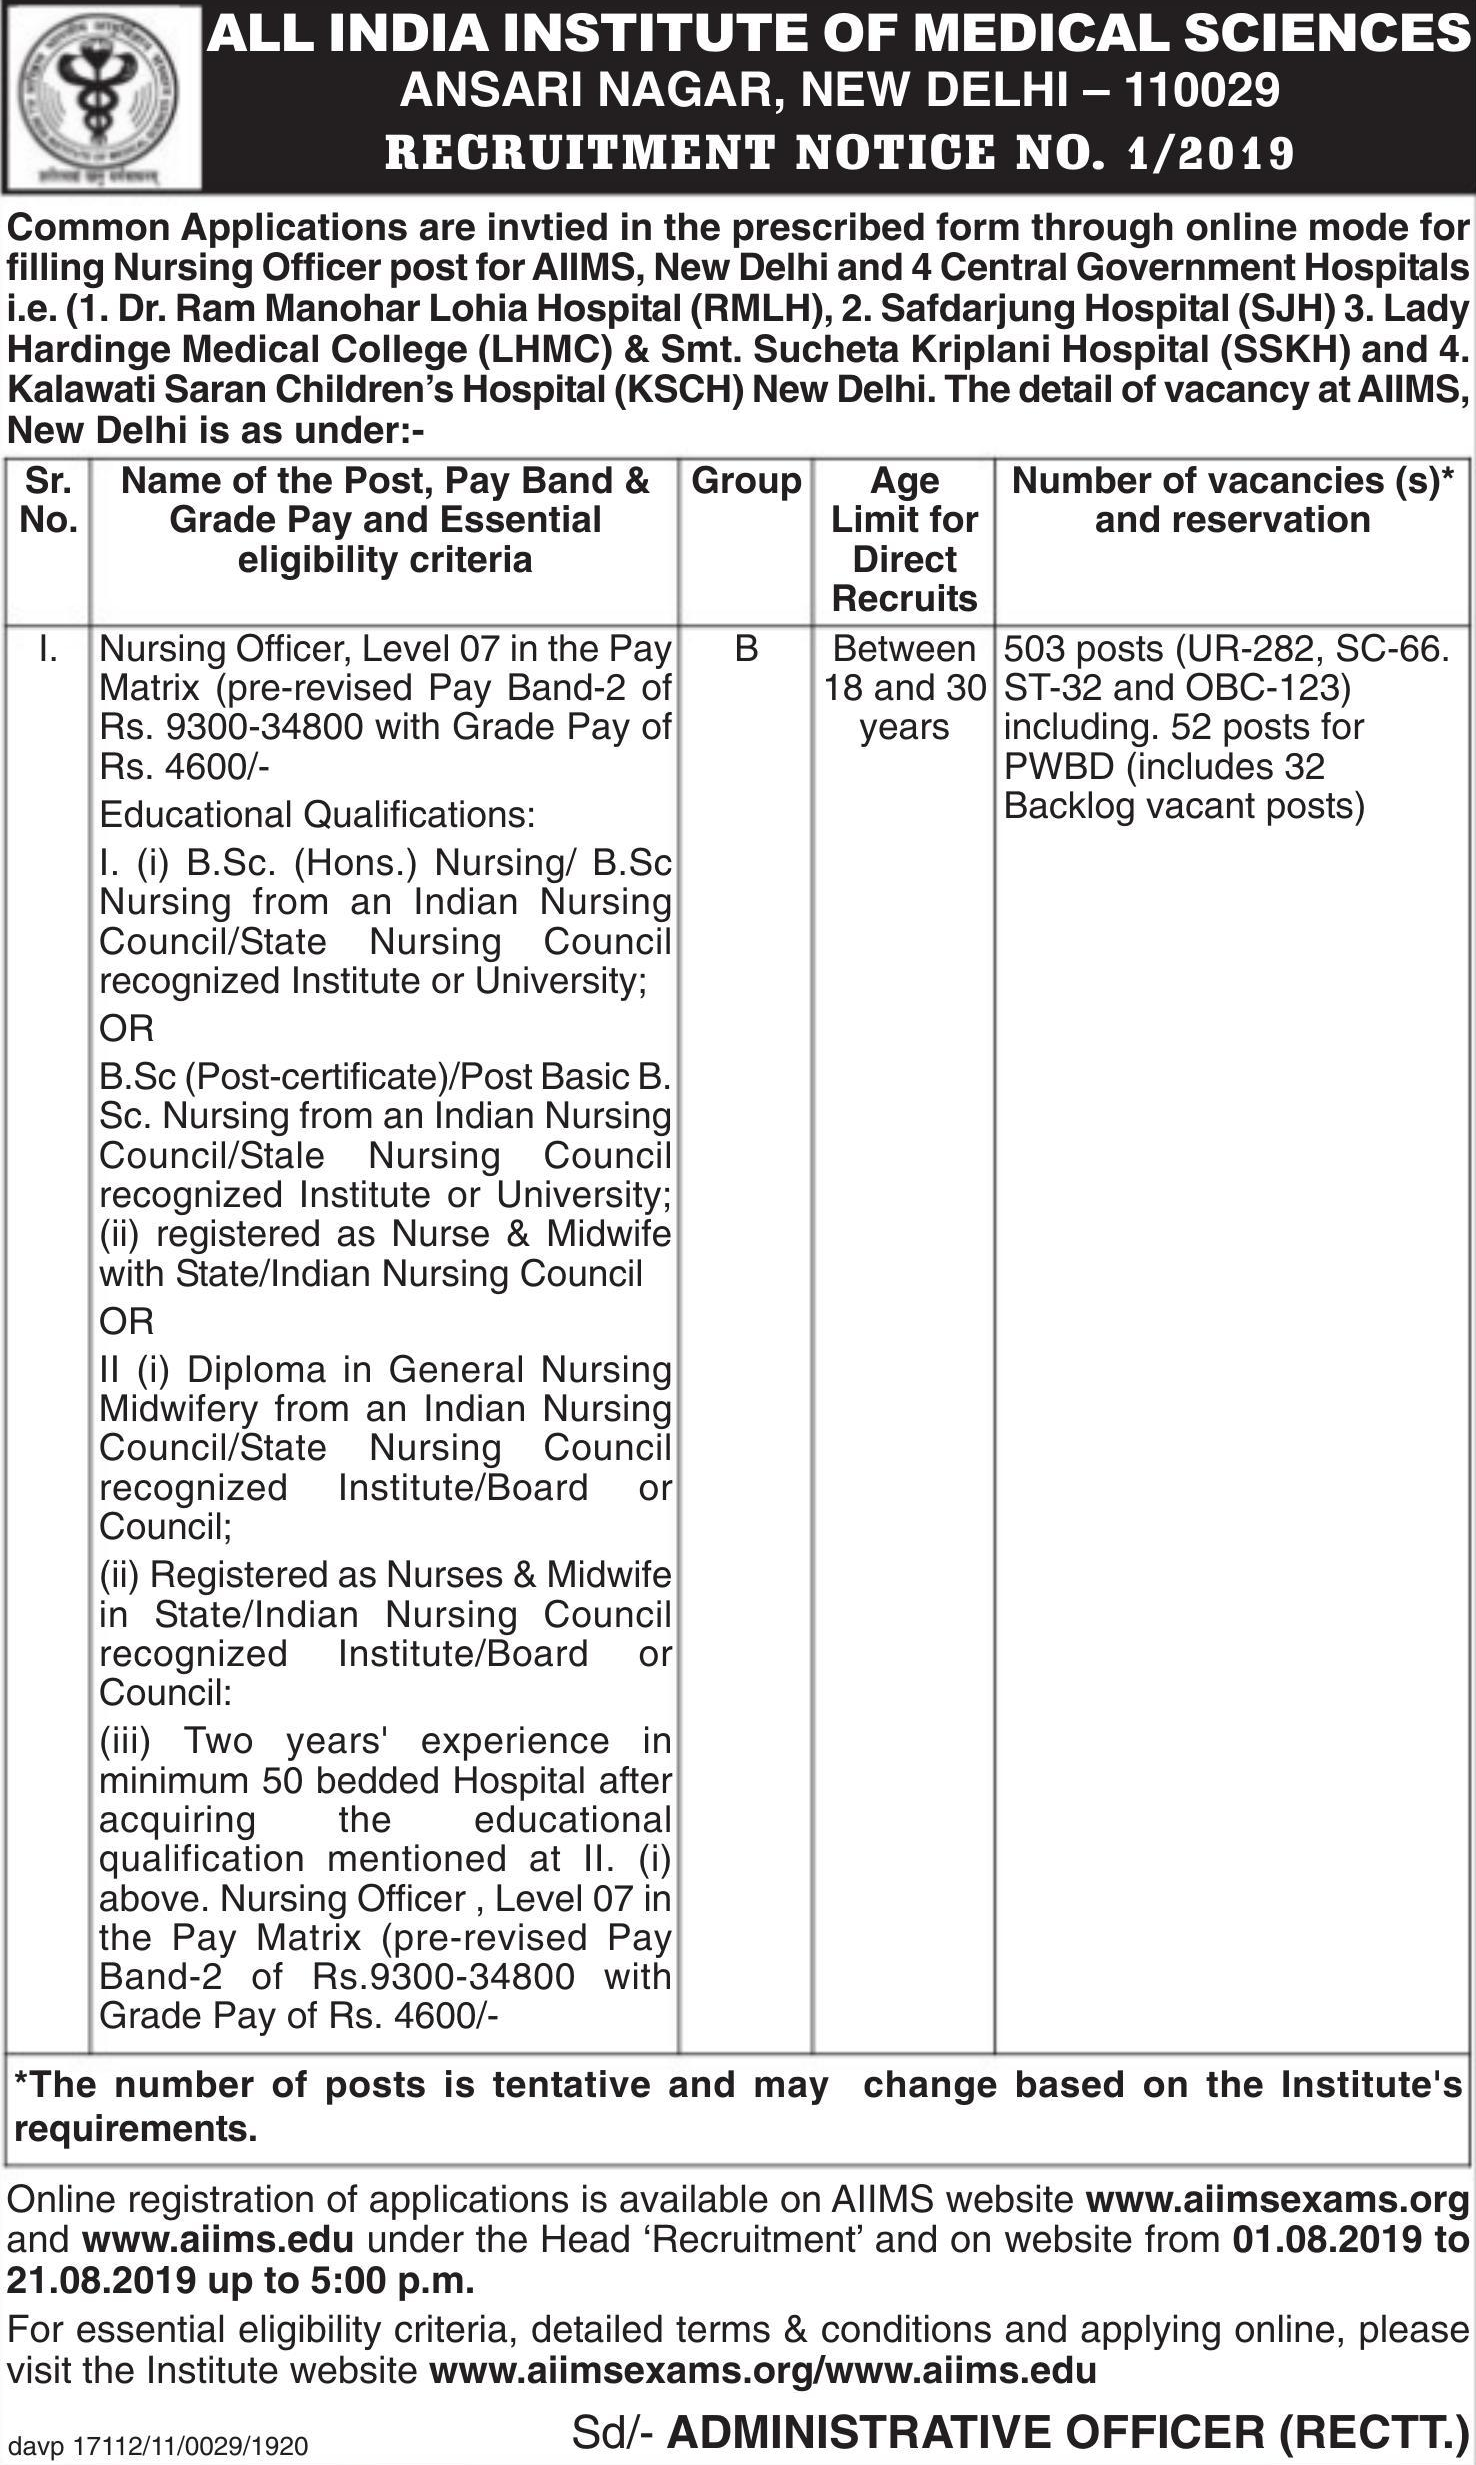 ALL INDIA INSTITUTE OF MEDICAL SCIENCES
ANSARI NAGAR, NEW DELHI – 110029
RECRUITMENT NOTICE NO. 1/2019
Common Applications are invtied in the prescribed form through online mode for
filling Nursing Officer post for AIIMS, New Delhi and 4 Central Government Hospitals
i.e. (1. Dr. Ram Manohar Lohia Hospital (RMLH), 2. Safdarjung Hospital (SJH) 3. Lady
Hardinge Medical College (LHMC) & Smt. Sucheta Kriplani Hospital (SSKH) and 4.
Kalawati Saran Children’s Hospital (KSCH) New Delhi. The detail of vacancy at AIIMS,
New Delhi is as under:-
Sr.
No.
Name of the Post, Pay Band &
Grade Pay and Essential
eligibility criteria
Group
Age
Limit for
Direct
Recruits
Number of vacancies (s)*
and reservation
I.
Nursing Officer, Level 07 in the Pay
Matrix (pre-revised Pay Band-2 of
Rs. 9300-34800 with Grade Pay of
Rs. 4600/-
Educational Qualifications:
I. (i) B.Sc. (Hons.) Nursing/ B.Sc
Nursing from an Indian Nursing
Council/State Nursing Council
recognized Institute or University;
OR
B.Sc (Post-certificate)/Post Basic B.
Sc. Nursing from an Indian Nursing
Council/Stale Nursing Council
recognized Institute or University;
(ii) registered as Nurse & Midwife
with State/Indian Nursing Council
OR
II (i) Diploma in General Nursing
Midwifery from an Indian Nursing
Council/State Nursing Council
recognized Institute/Board or
Council;
(ii) Registered as Nurses & Midwife
in State/Indian Nursing Council
recognized Institute/Board or
Council:
(iii) Two years' experience in
minimum 50 bedded Hospital after
acquiring the educational
qualification mentioned at II. (i)
above. Nursing Officer , Level 07 in
the Pay Matrix (pre-revised Pay
Band-2 of Rs.9300-34800 with
Grade Pay of Rs. 4600/-
B
Between
18 and 30
years
503 posts (UR-282, SC-66.
ST-32 and OBC-123)
including. 52 posts for
PWBD (includes 32
Backlog vacant posts)
*The number of posts is tentative and may change based on the Institute's
requirements.
Online registration of applications is available on AIIMS website www.aiimsexams.org
and www.aiims.edu under the Head ‘Recruitment’ and on website from 01.08.2019 to
21.08.2019 up to 5:00 p.m.
For essential eligibility criteria, detailed terms & conditions and applying online, please
visit the Institute website www.aiimsexams.org/www.aiims.edu
Sd/- ADMINISTRATIVE OFFICER (RECTT.)
davp 17112/11/0029/1920